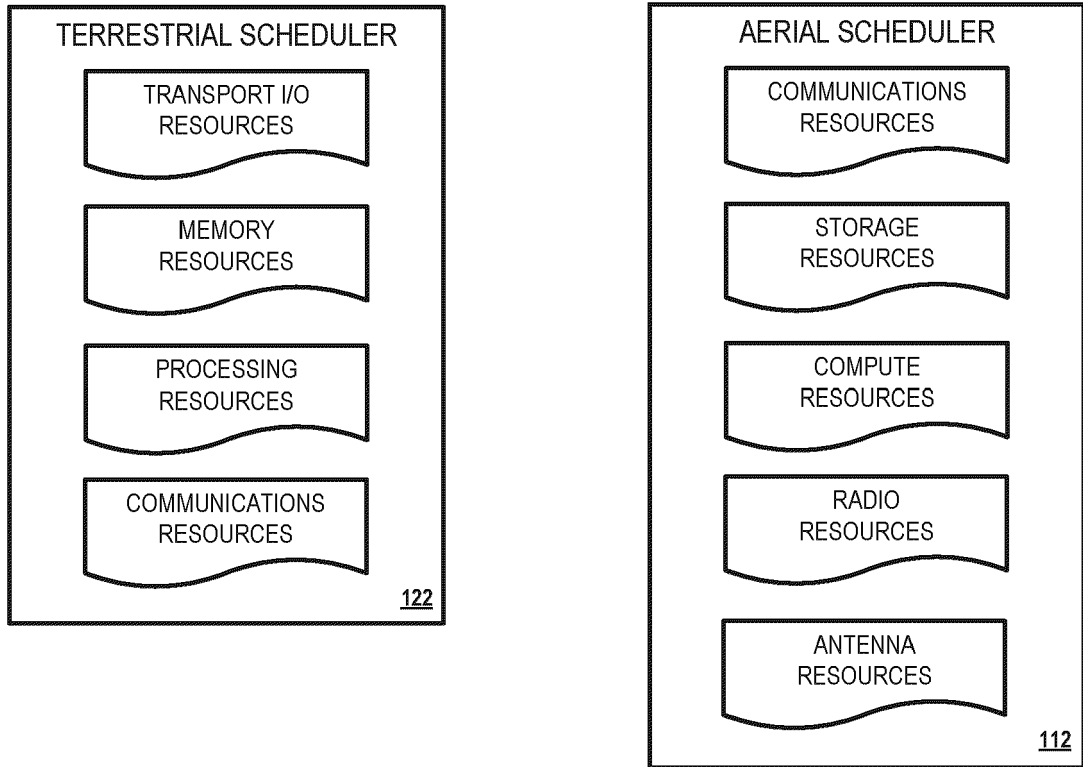 TERRESTRIAL SCHEDULER
TRANSPORT I/O
RESOURCES
MEMORY
RESOURCES
PROCESSING
RESOURCES
COMMUNICATIONS
RESOURCES
122
AERIAL SCHEDULER
COMMUNICATIONS
RESOURCES
STORAGE
RESOURCES
COMPUTE
RESOURCES
RADIO
RESOURCES
ANTENNA
RESOURCES
112